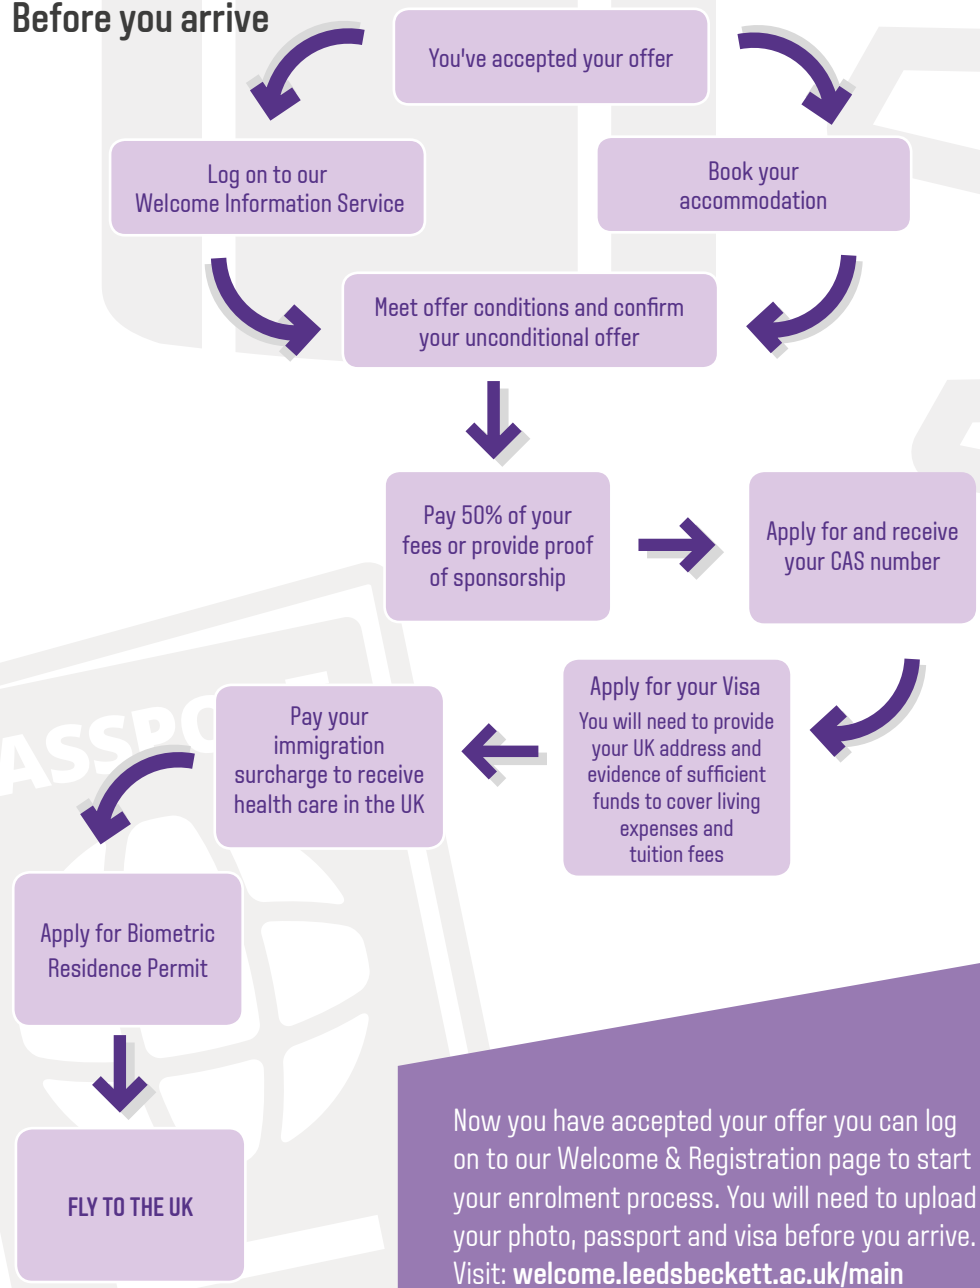 Before you arrive
You've accepted your offer
Log on to our
Welcome Information Service
Book your
accommodation
Meet offer conditions and confirm
your unconditional offer
Pay 50% of your
fees or provide proof
of sponsorship
Apply for and receive
your CAS number
Apply for your Visa
You will need to provide
your UK address and
evidence of sufficient
funds to cover living
expenses and
tuition fees
Pay your
immigration
surcharge to receive
health care in the UK
Apply for Biometric
Residence Permit
FLY TO THE UK
Now you have accepted your offer you can log
on to our Welcome & Registration page to start
your enrolment process. You will need to upload
your photo, passport and visa before you arrive.
Visit: welcome.leedsbeckett.ac.uk/main